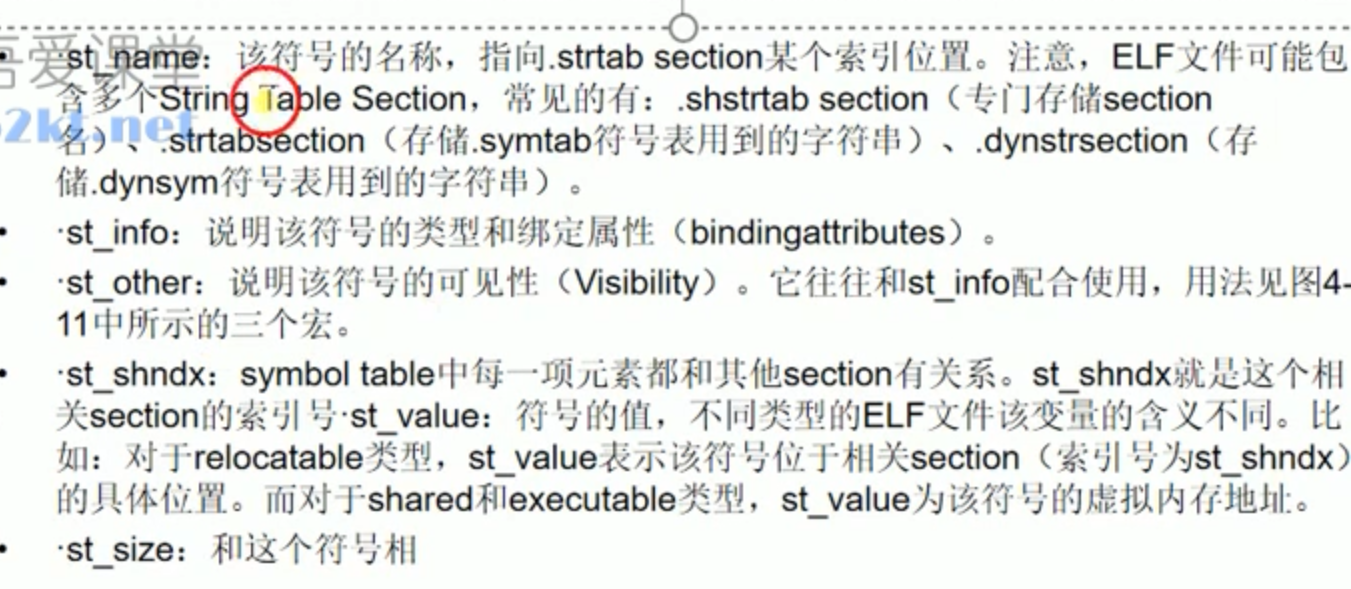 ·st_name：该符号的名称，指向.strtab section某个索引位置。注意，ELF文件可能包
含多个String Table Section，常见的有：.shstrtab section（专门存储section
名）、.strtabsection（存储.symtab符号表用到的字符串）、.dynstrsection（存
储.dynsym符号表用到的字符串）。
·st_info：说明该符号的类型和绑定属性（bindingattributes）。
·st_other：说明该符号的可见性（Visibility）。它往往和st_info配合使用，用法见图4-
11中所示的三个宏。
·st_shndx：symbol table中每一项元素都和其他section有关系。st_shndx就是这个相
关section的索引号·st_value：符号的值，不同类型的ELF文件该变量的含义不同。比
如：对于relocatable类型，st_value表示该符号位于相关section（索引号为st_shndx）
的具体位置。而对于shared和executable类型，st_value为该符号的虚拟内存地址。
·st_size：和这个符号相
吾爱课堂
2kt.net